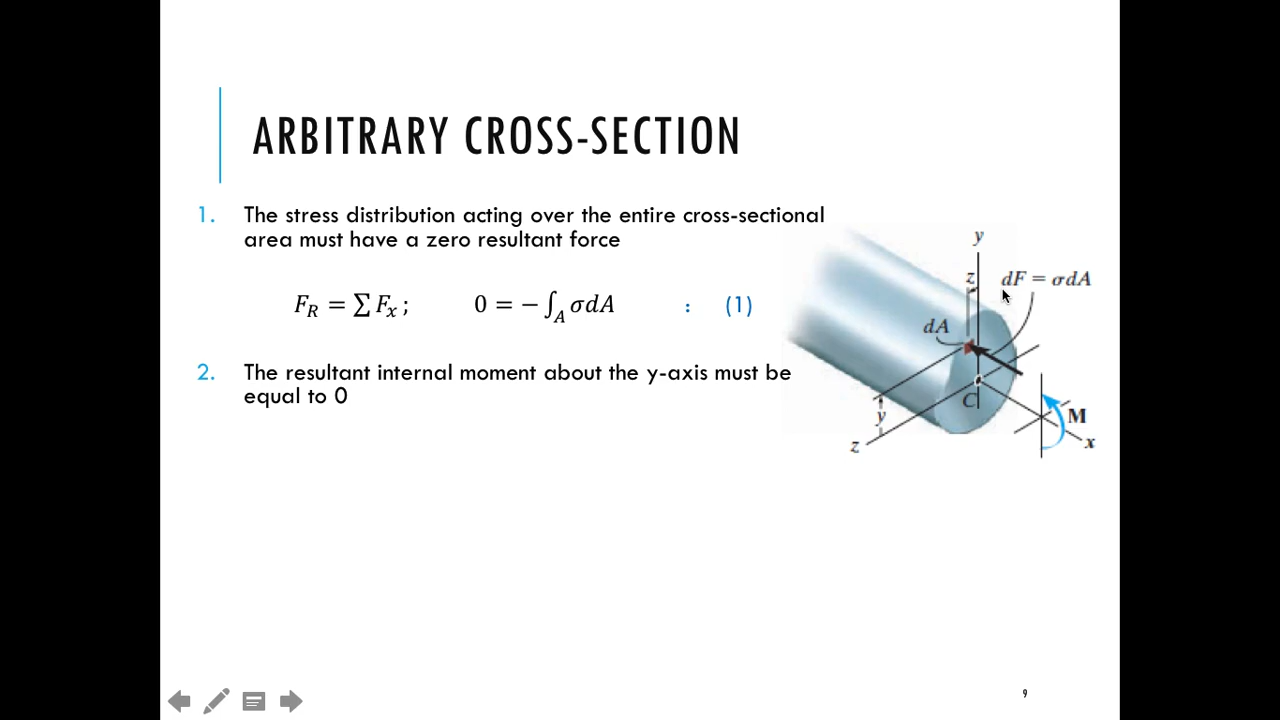 ARBITRARY CROSS-SECTION
1. The stress distribution acting over the entire cross-sectional
area must have a zero resultant force
F_R = ∑ F_x ; 0 = − ∫_A σdA : (1)
2. The resultant internal moment about the y-axis must be
equal to 0
y
z
dF = σdA
dA
C
y
M
z
x
9